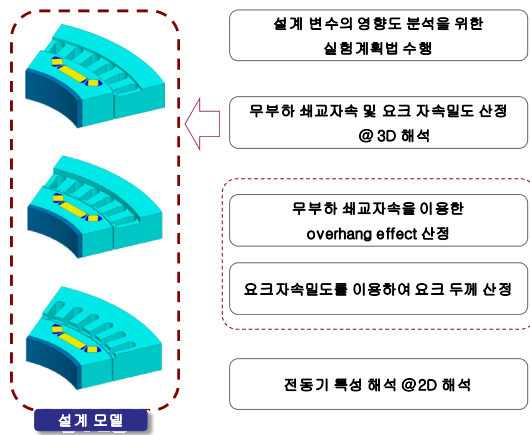 설계 변수의 영향도 분석을 위한
실험계획법 수행
무부하 쇄교자속 및 요크 자속밀도 산정
@ 3D 해석
무부하 쇄교자속을 이용한
overhang effect 산정
요크자속밀도를 이용하여 요크 두께 산정
전동기 특성 해석 @2D 해석
설계 모델